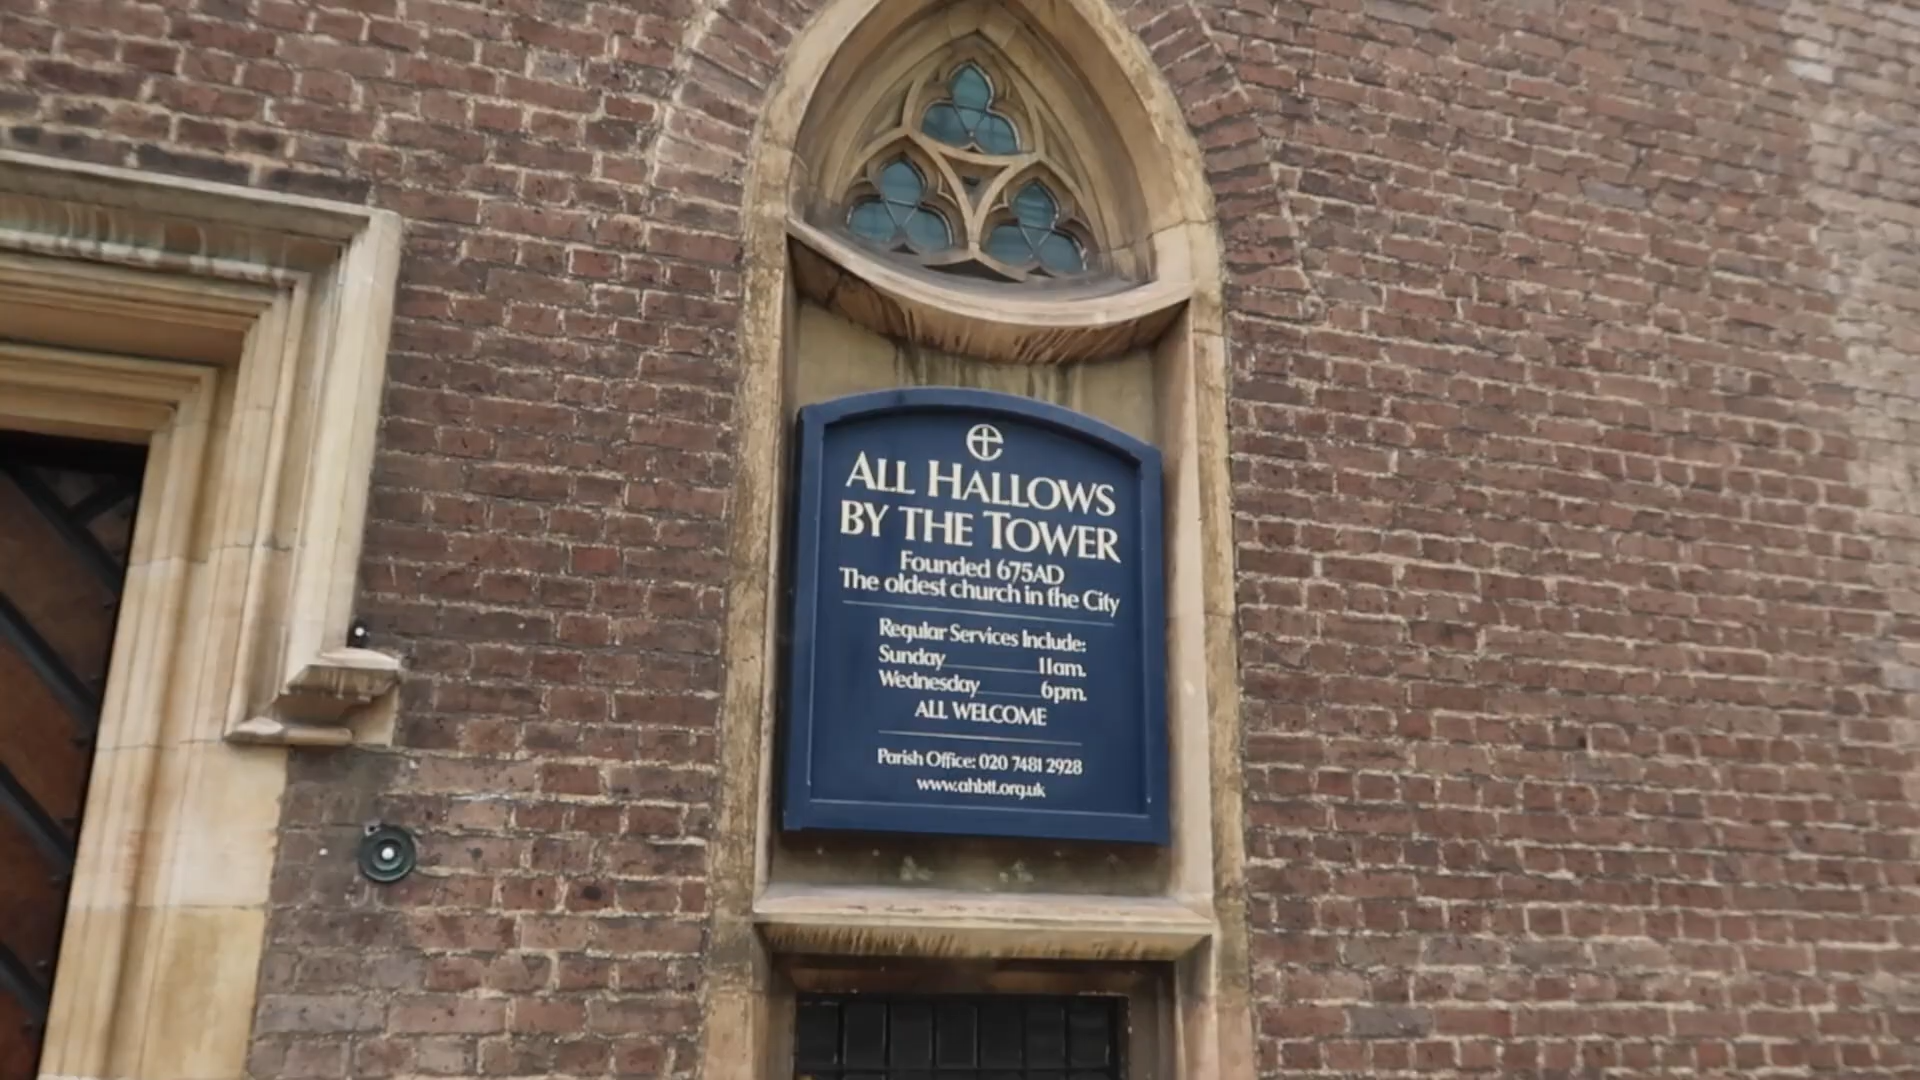 ALL HALLOWS
BY THE TOWER
Founded 675AD
The oldest church in the City
Regular Services Include:
Sunday 11am.
Wednesday 6pm.
ALL WELCOME
Parish Office: 020 7481 2928
www.ahbtt.org.uk